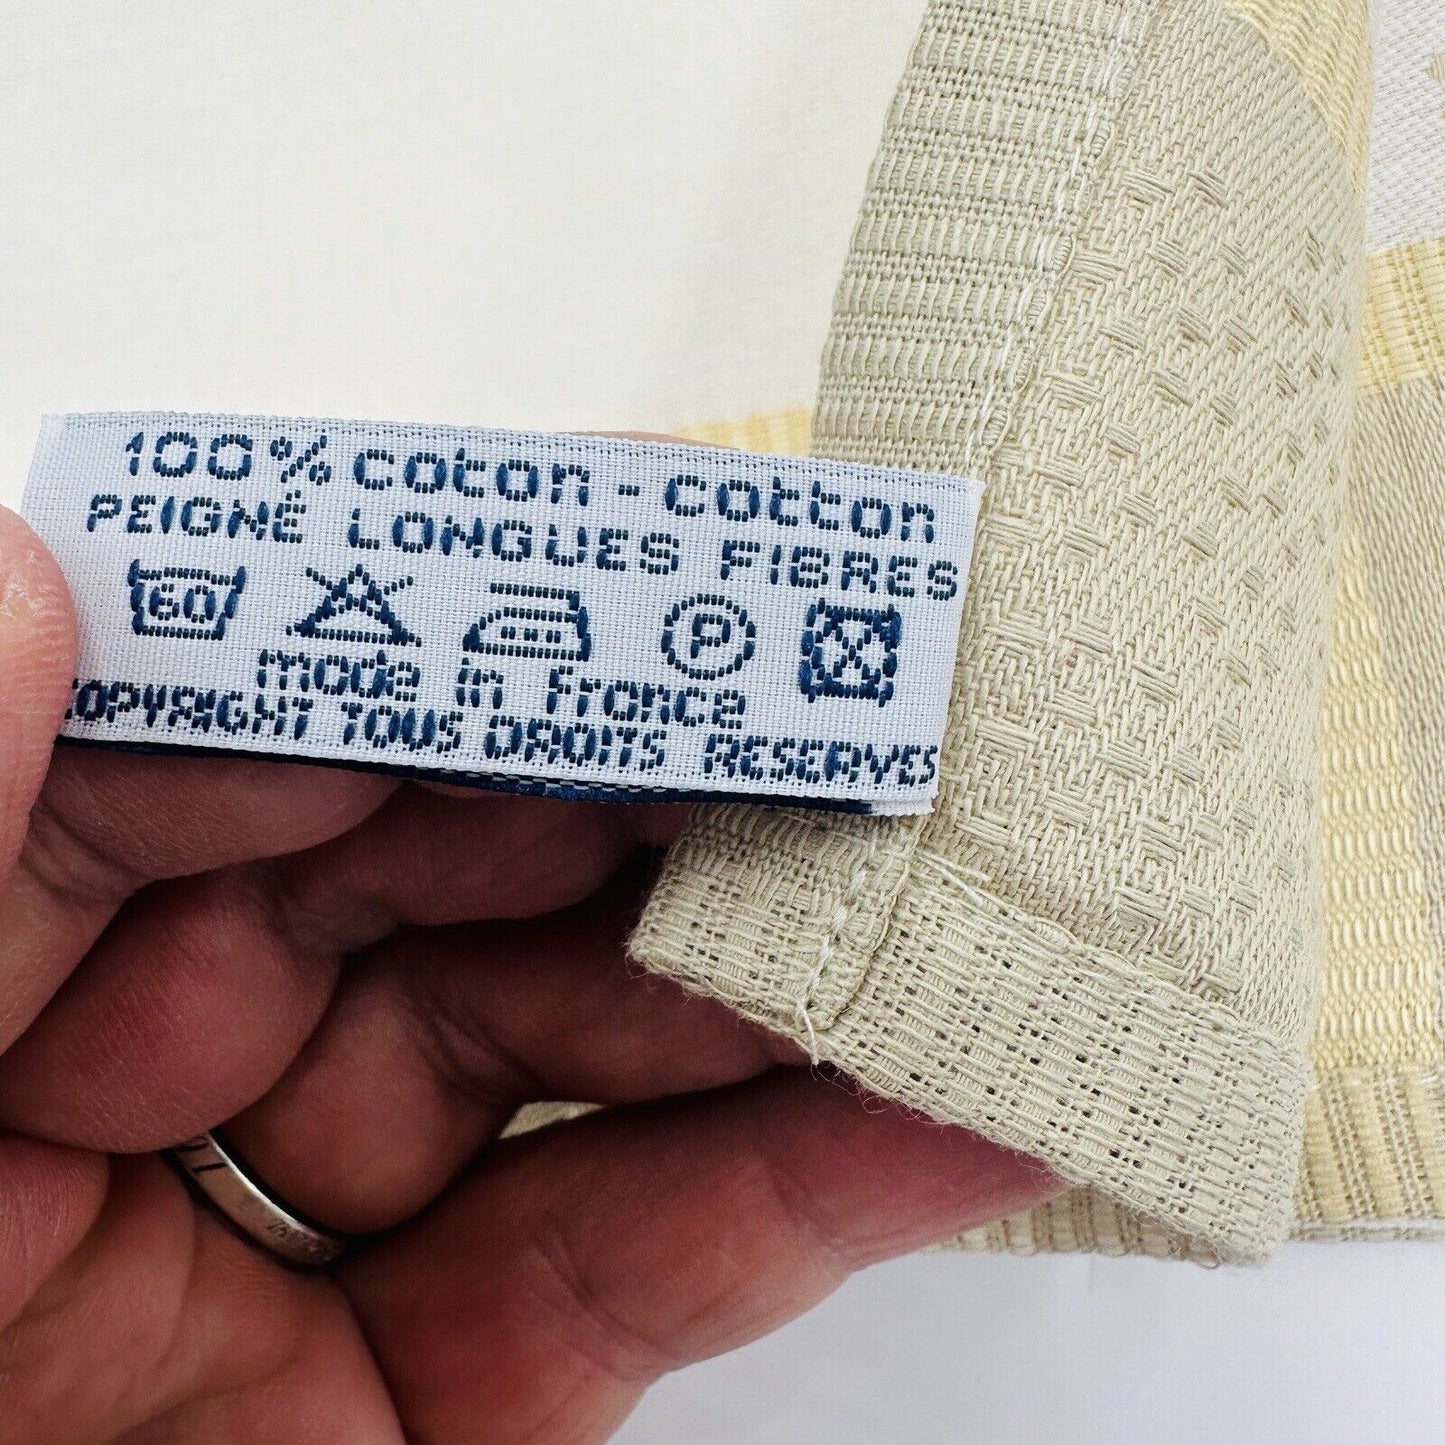 100% coton - cotton
PEIGNÉ LONGUES FIBRES
60 P
made in france
COPYRIGHT TOUS DROITS RESERVES